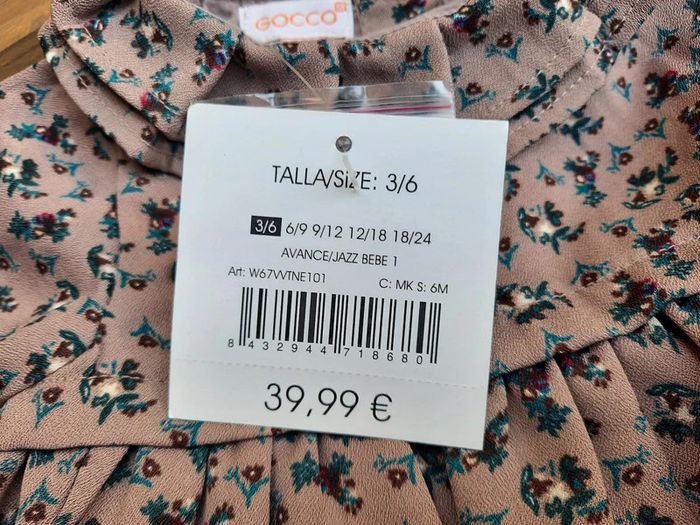 GOCCO
TALLA/SIZE: 3/6
3/6 6/9 9/12 12/18 18/24
AVANCE/JAZZ BEBE 1
Art: W67VVTNE101 C: MK S: 6M
8 432944 718680
39,99 €